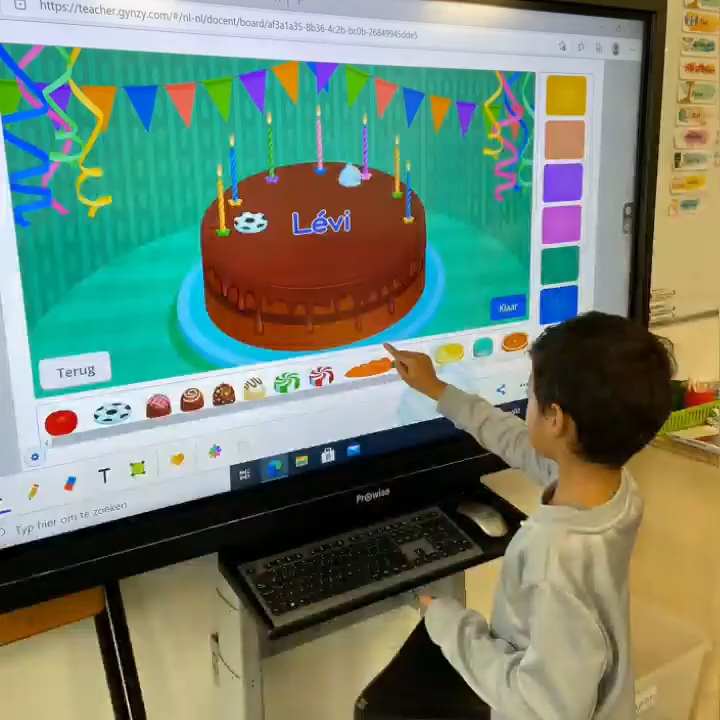 https://teacher.gynzy.com/#/nl-nl/docent/board/af3a1a35-8b36-4c2b-bc0b-26849945dde5
Lévi
Klaar
Terug
T
Typ hier om te zoeken
Prowise